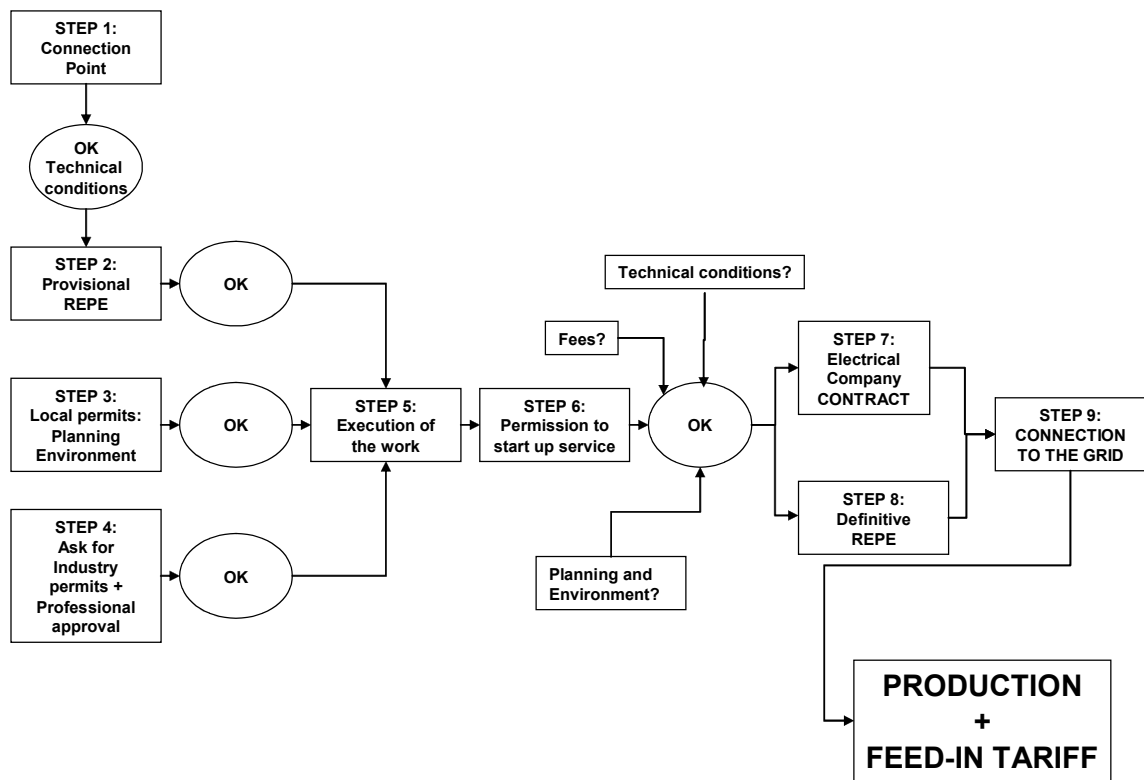 STEP 1:
Connection
Point
OK
Technical
conditions
STEP 2:
Provisional
REPE
OK
STEP 3:
Local permits:
Planning
Environment
OK
STEP 4:
Ask for
Industry
permits +
Professional
approval
OK
STEP 5:
Execution of
the work
STEP 6:
Permission to
start up service
Technical conditions?
Fees?
OK
Planning and
Environment?
STEP 7:
Electrical
Company
CONTRACT
STEP 8:
Definitive
REPE
STEP 9:
CONNECTION
TO THE GRID
PRODUCTION
+
FEED-IN TARIFF